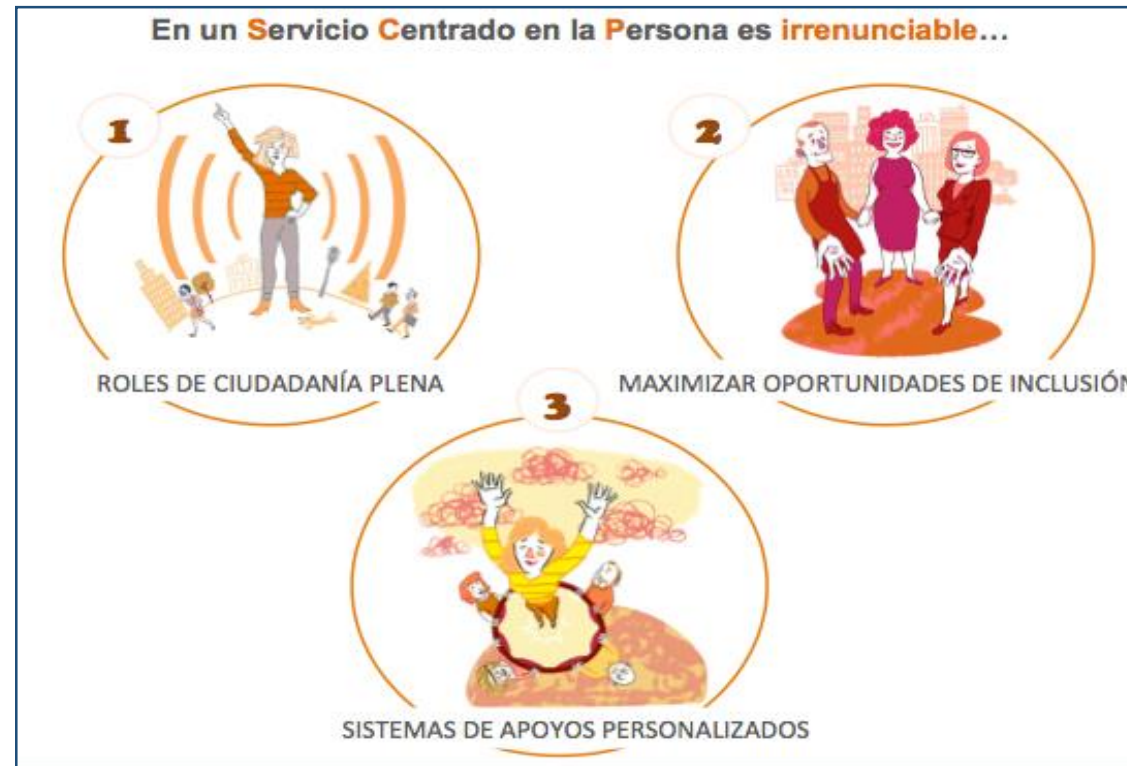 En un Servicio Centrado en la Persona es irrenunciable...
1
ROLES DE CIUDADANÍA PLENA
2
MAXIMIZAR OPORTUNIDADES DE INCLUSIÓN
3
SISTEMAS DE APOYOS PERSONALIZADOS